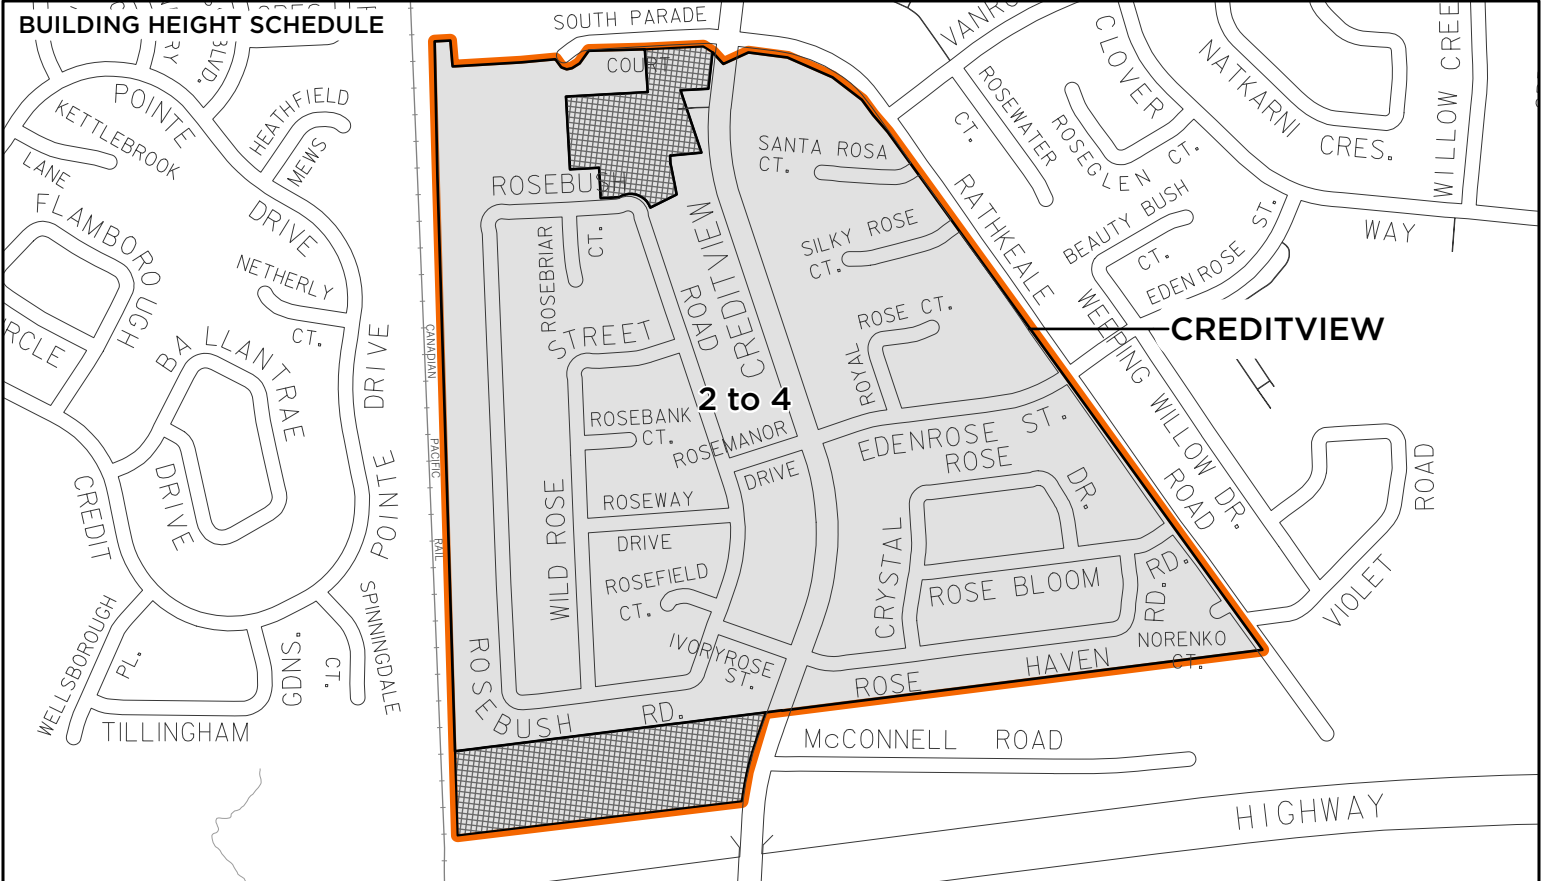 BUILDING HEIGHT SCHEDULE
SOUTH PARADE
BLVD.
COURT
POINTE
DRIVE
KETTLEBROOK
LANE
HEATHFIELD
MEWS
FLAMBOROUGH
NETHERLY
CT.
BALLANTRAE
DRIVE
CREDIT
POINTE DRIVE
WELLSBOROUGH
PL.
TILLINGHAM
GDNS.
SPINNINGDALE
CT.
CANADIAN
PACIFIC
RAIL
ROSEBUSH
ROSEBRIAR
CT.
STREET
CREDITVIEW
ROAD
2 to 4
ROSEBANK
CT.
ROSEMANOR
DRIVE
ROSEWAY
DRIVE
WILD ROSE
ROSEFIELD
CT.
IVORYROSE
ST.
ROSEBUSH RD.
SANTA ROSA
CT.
SILKY ROSE
CT.
ROYAL
ROSE CT.
EDENROSE ST.
ROSE
DR.
CRYSTAL
ROSE BLOOM
RD.
RD.
NORENKO
CT.
ROSE HAVEN
McCONNELL ROAD
HIGHWAY
CLOVER
NATKARNI
CRES.
WILLOW CREE
WAY
ROSEWATER
CT.
ROSEGLEN
CT.
BEAUTY BUSH
CT.
EDENROSE ST.
RATHKEALE
ROAD
WEEPING WILLOW DR.
CREDITVIEW
VIOLET
ROAD